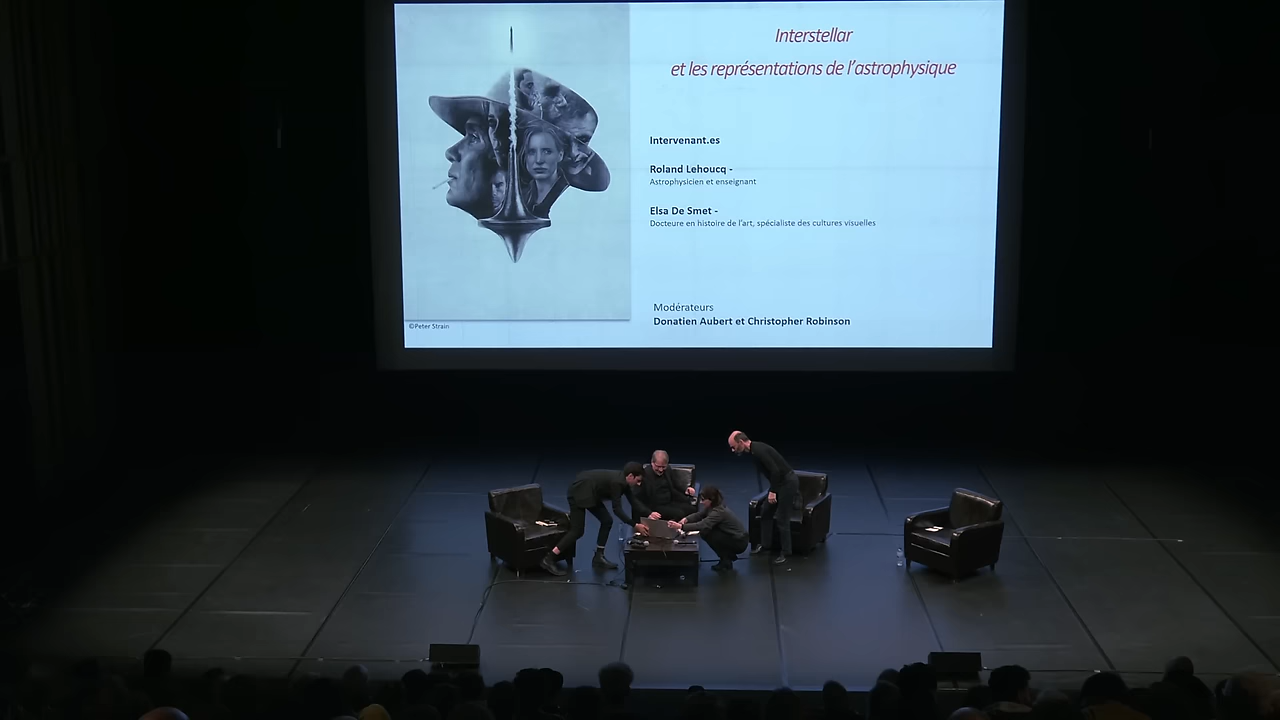 Interstellar
et les représentations de l'astrophysique
Intervenant.es
Roland Lehoucq -
Astrophysicien et enseignant
Elsa De Smet -
Docteure en histoire de l'art, spécialiste des cultures visuelles
Modérateurs
Donatien Aubert et Christopher Robinson
©Peter Strain